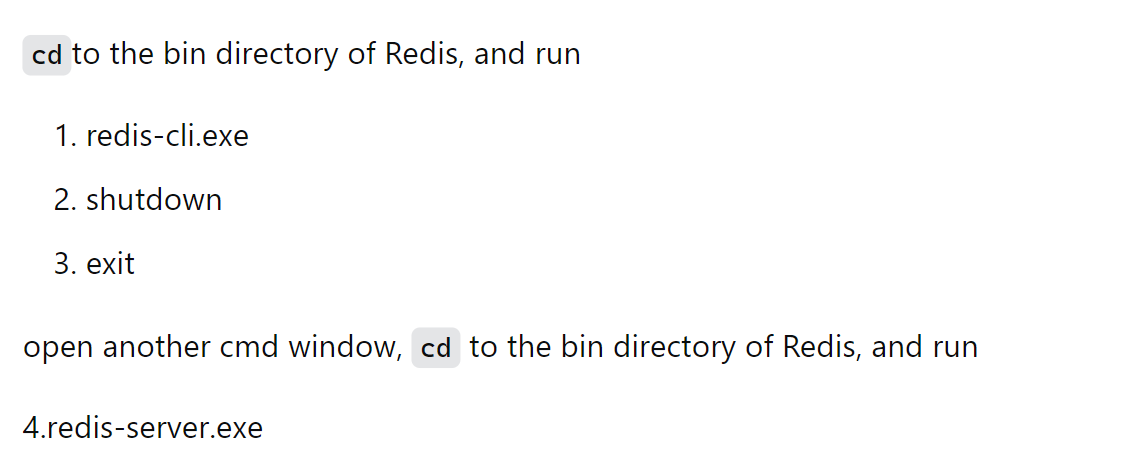 cd to the bin directory of Redis, and run
1. redis-cli.exe
2. shutdown
3. exit
open another cmd window, cd to the bin directory of Redis, and run
4.redis-server.exe